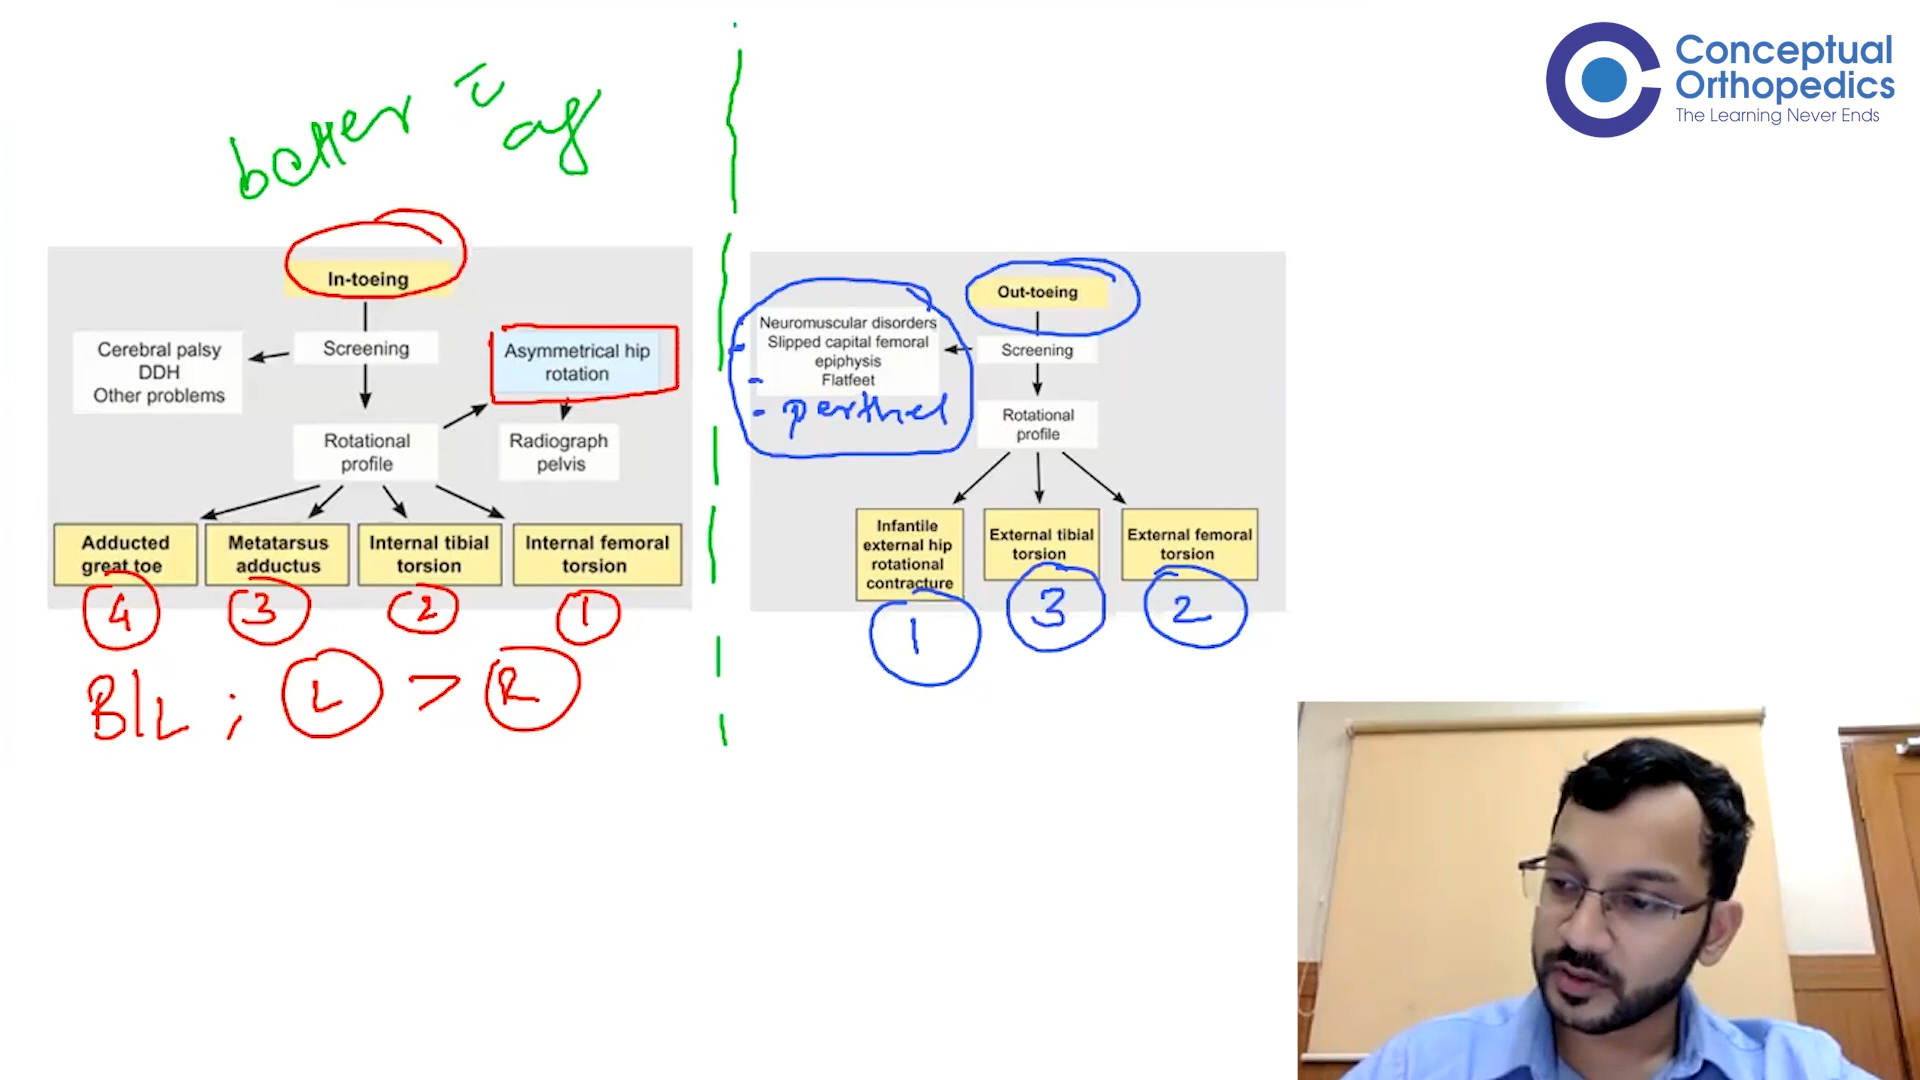 Conceptual
Orthopedics
The Learning Never Ends
better c̄
ag
In-toeing
Screening
Cerebral palsy
DDH
Other problems
Asymmetrical hip
rotation
Rotational
profile
Radiograph
pelvis
Adducted
great toe
Metatarsus
adductus
Internal tibial
torsion
Internal femoral
torsion
4
3
2
1
B/L ; L > R
Out-toeing
Neuromuscular disorders
Slipped capital femoral
epiphysis
Flatfeet
- perthes
Screening
Rotational
profile
Infantile
external hip
rotational
contracture
External tibial
torsion
External femoral
torsion
1
3
2